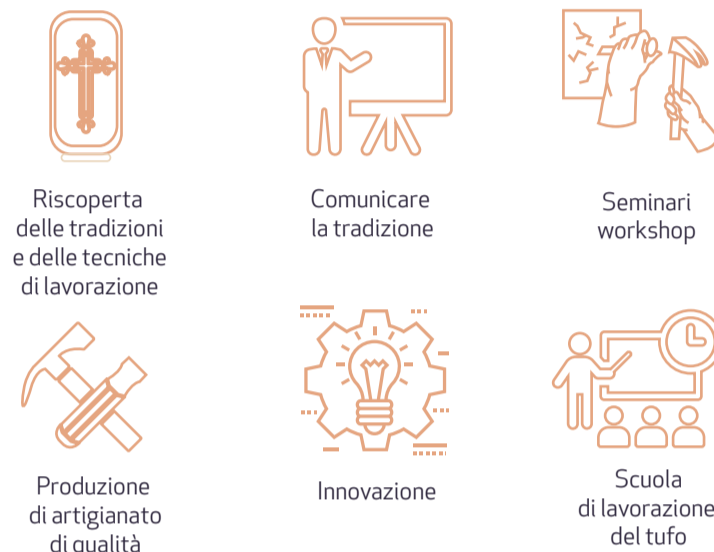 Riscoperta
delle tradizioni
e delle tecniche
di lavorazione
Comunicare
la tradizione
Seminari
workshop
Produzione
di artigianato
di qualità
Innovazione
Scuola
di lavorazione
del tufo